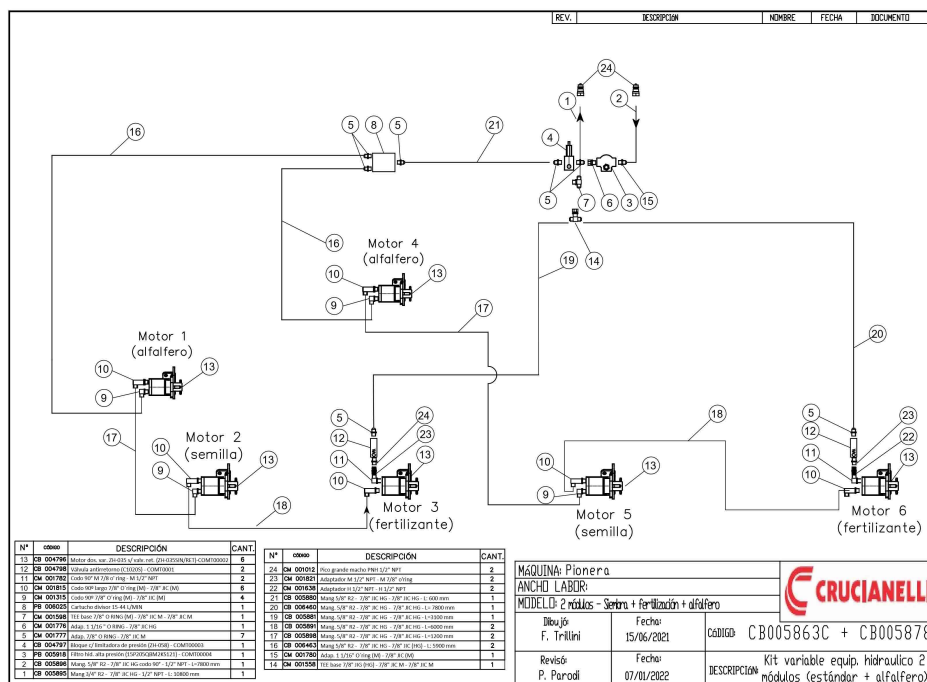 REV. DESCRIPCIÓN NOMBRE FECHA DOCUMENTO
24
1
2
16
5
8
5
21
4
5
6
3
15
7
14
16
19
Motor 4
(alfalfero)
10
13
9
17
20
Motor 1
(alfalfero)
10
13
9
17
Motor 2
(semilla)
10
13
9
18
5
24
12
23
11
13
10
Motor 3
(fertilizante)
18
10
13
9
Motor 5
(semilla)
5
23
12
22
11
13
10
Motor 6
(fertilizante)
N° CODIGO DESCRIPCIÓN CANT.
13 CB 004796 Motor dos. var. ZH-035 s/ valv. ret. (ZH-035SIN/RET)-COMT00002 6
12 CB 004798 Válvula antirretorno (C1020S) - COMT0001 2
11 CM 001782 Codo 90° M 7/8 o'ring - M 1/2" NPT 2
10 CM 001815 Codo 90º largo 7/8" O´ring (M) - 7/8" JIC (M) 6
9 CM 001315 Codo 90º 7/8" O´ring (M) - 7/8" JIC (M) 4
8 PB 006025 Cartucho divisor 15-44 L/MIN 1
7 CM 001598 TEE base 7/8" O RING (M) - 7/8" JIC M - 7/8" JIC M 1
6 CM 001776 Adap. 1 1/16 " O RING - 7/8" JIC HG 1
5 CM 001777 Adap. 7/8" O RING - 7/8" JIC M 7
4 CB 004797 Bloque c/ limitadora de presión (ZH-058) - COMT00003 1
3 PB 005918 Filtro hid. alta presión (15P205QBM2KS121) - COMT00004 1
2 CB 005896 Mang. 5/8" R2 - 7/8" JIC HG codo 90° - 1/2" NPT - L=7800 mm 1
1 CB 005895 Mang 3/4" R2 - 7/8" JIC HG - 1/2" NPT - L: 10800 mm 1
N° CODIGO DESCRIPCIÓN CANT.
24 CM 001012 Pico grande macho PNH 1/2" NPT 2
23 CM 001821 Adaptador M 1/2" NPT - M 7/8" o'ring 2
22 CM 001638 Adaptador H 1/2" NPT - H 1/2" NPT 2
21 CB 005880 Mang 5/8" R2 - 7/8" JIC HG - 7/8" JIC HG - L: 600 mm 1
20 CB 006460 Mang. 5/8" R2 - 7/8" JIC HG - 7/8" JIC HG - L= 7800 mm 1
19 CB 005881 Mang. 5/8" R2 - 7/8" JIC HG - 7/8" JIC HG - L=3100 mm 1
18 CB 005891 Mang. 5/8" R2 - 7/8" JIC HG - 7/8" JIC HG - L=6000 mm 2
17 CB 005898 Mang. 5/8" R2 - 7/8" JIC HG - 7/8" JIC HG - L=1200 mm 2
16 CB 006463 Mang 5/8" R2 - 7/8" JIC HG - 7/8" JIC (HG) - L: 5900 mm 2
15 CM 001780 Adap. 1 1/16" O´ring (M) - 7/8" JIC (M) 1
14 CM 001558 TEE base 7/8" JIG (HG) - 7/8" JIC M - 7/8" JIC M 1
MÁQUINA: Pionera
ANCHO LABOR:
MODELO: 2 módulos - Siembra + fertilización + alfalfero
CRUCIANELLI
Dibujó: F. Trillini
Fecha: 15/06/2021
CóDIGO: CB005863C + CB005878
Revisó: P. Parodi
Fecha: 07/01/2022
DESCRIPCIÓN: Kit variable equip. hidraulico 2
módulos (estándar + alfalfero)